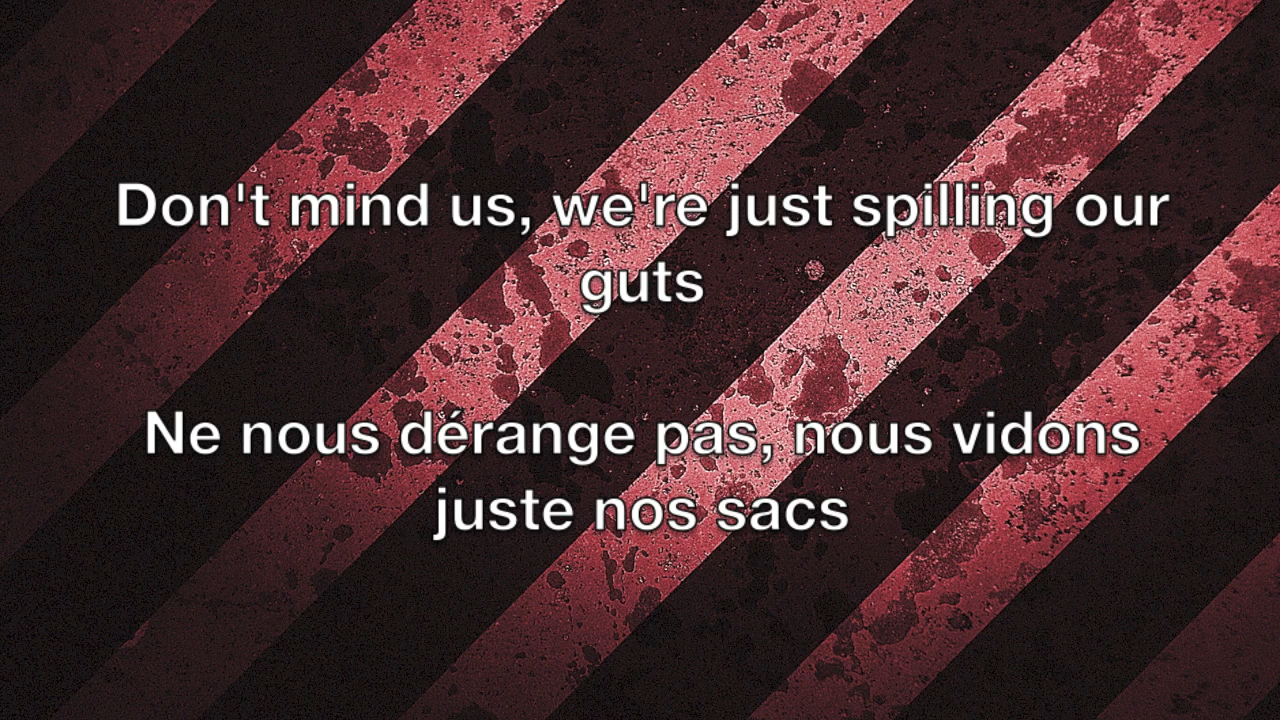 Don't mind us, we're just spilling our
guts
Ne nous dérange pas, nous vidons
juste nos sacs